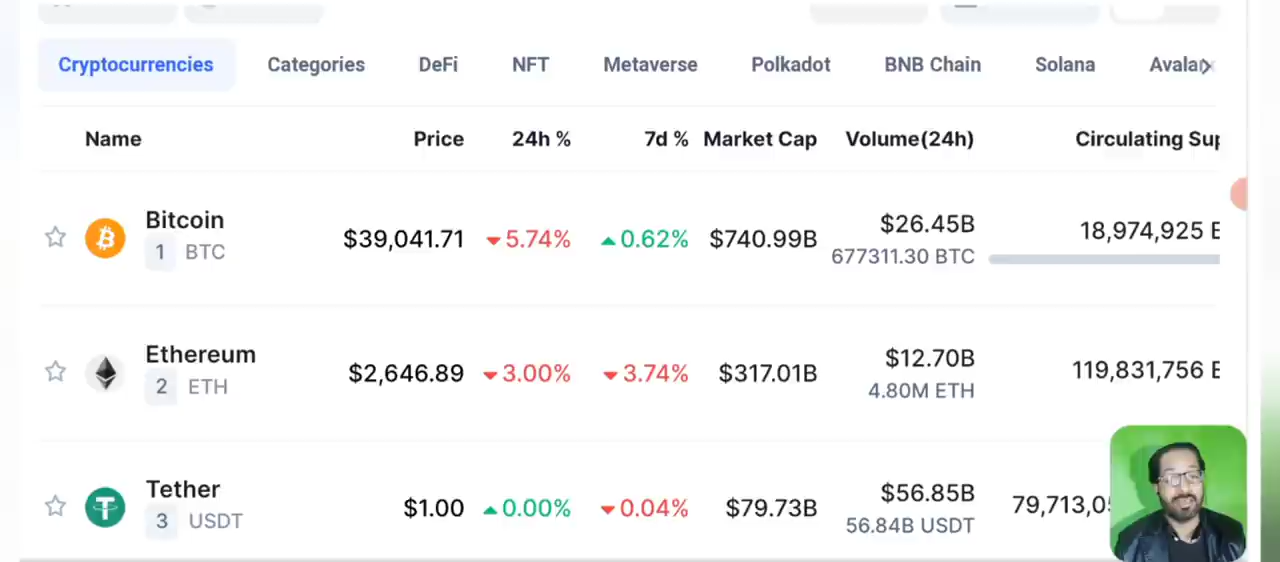 Cryptocurrencies Categories DeFi NFT Metaverse Polkadot BNB Chain Solana
Name Price 24h % 7d % Market Cap Volume(24h) Circulating
Bitcoin
1 BTC
$39,041.71 5.74% 0.62% $740.99B
$26.45B
677311.30 BTC
18,974,925
Ethereum
2 ETH
$2,646.89 3.00% 3.74% $317.01B
$12.70B
4.80M ETH
119,831,756
Tether
3 USDT
$1.00 0.00% 0.04% $79.73B
$56.85B
56.84B USDT